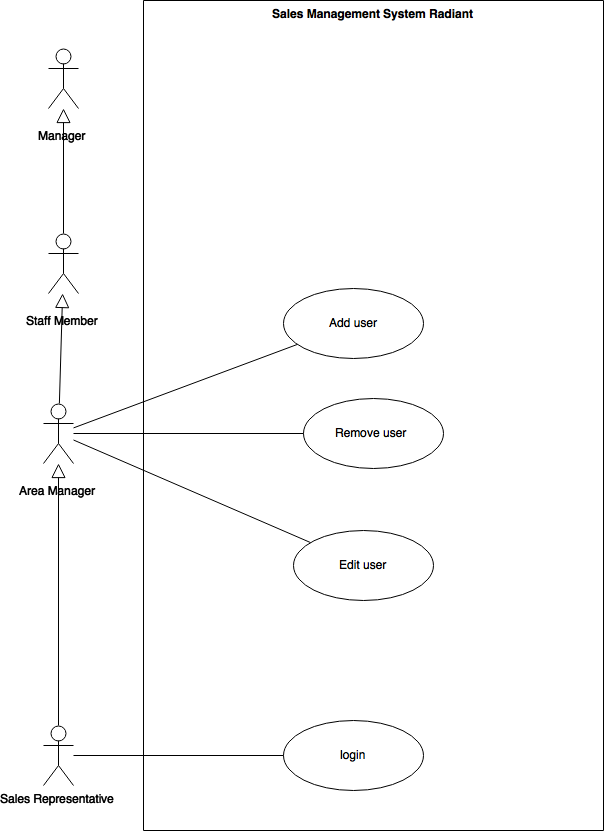 Sales Management System Radiant
Manager
Staff Member
Add user
Remove user
Area Manager
Edit user
login
Sales Representative